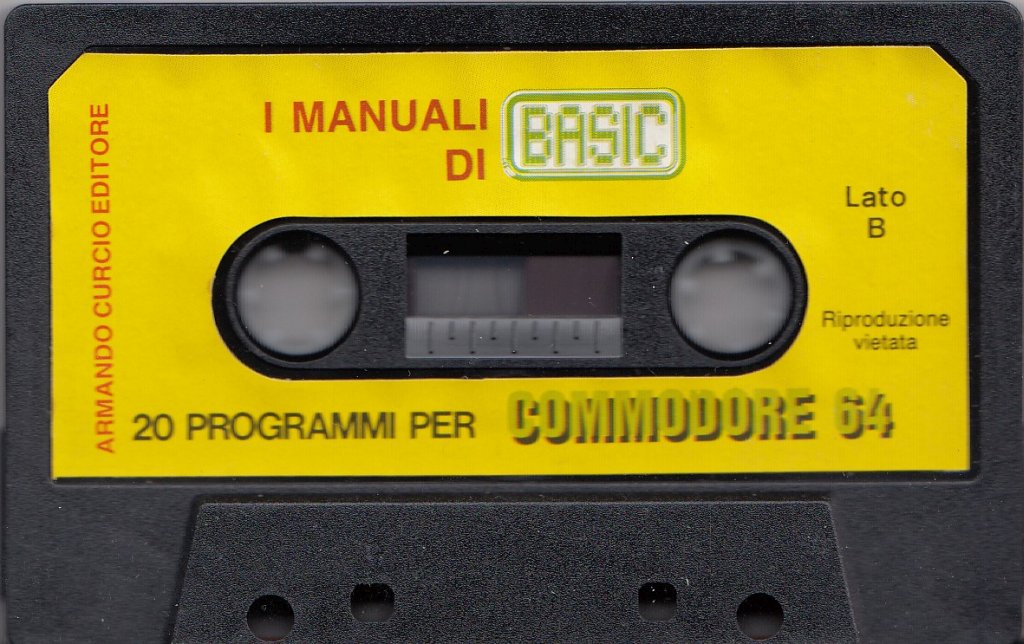 I MANUALI
DI BASIC
ARMANDO CURCIO EDITORE
Lato
B
Riproduzione
vietata
20 PROGRAMMI PER COMMODORE 64